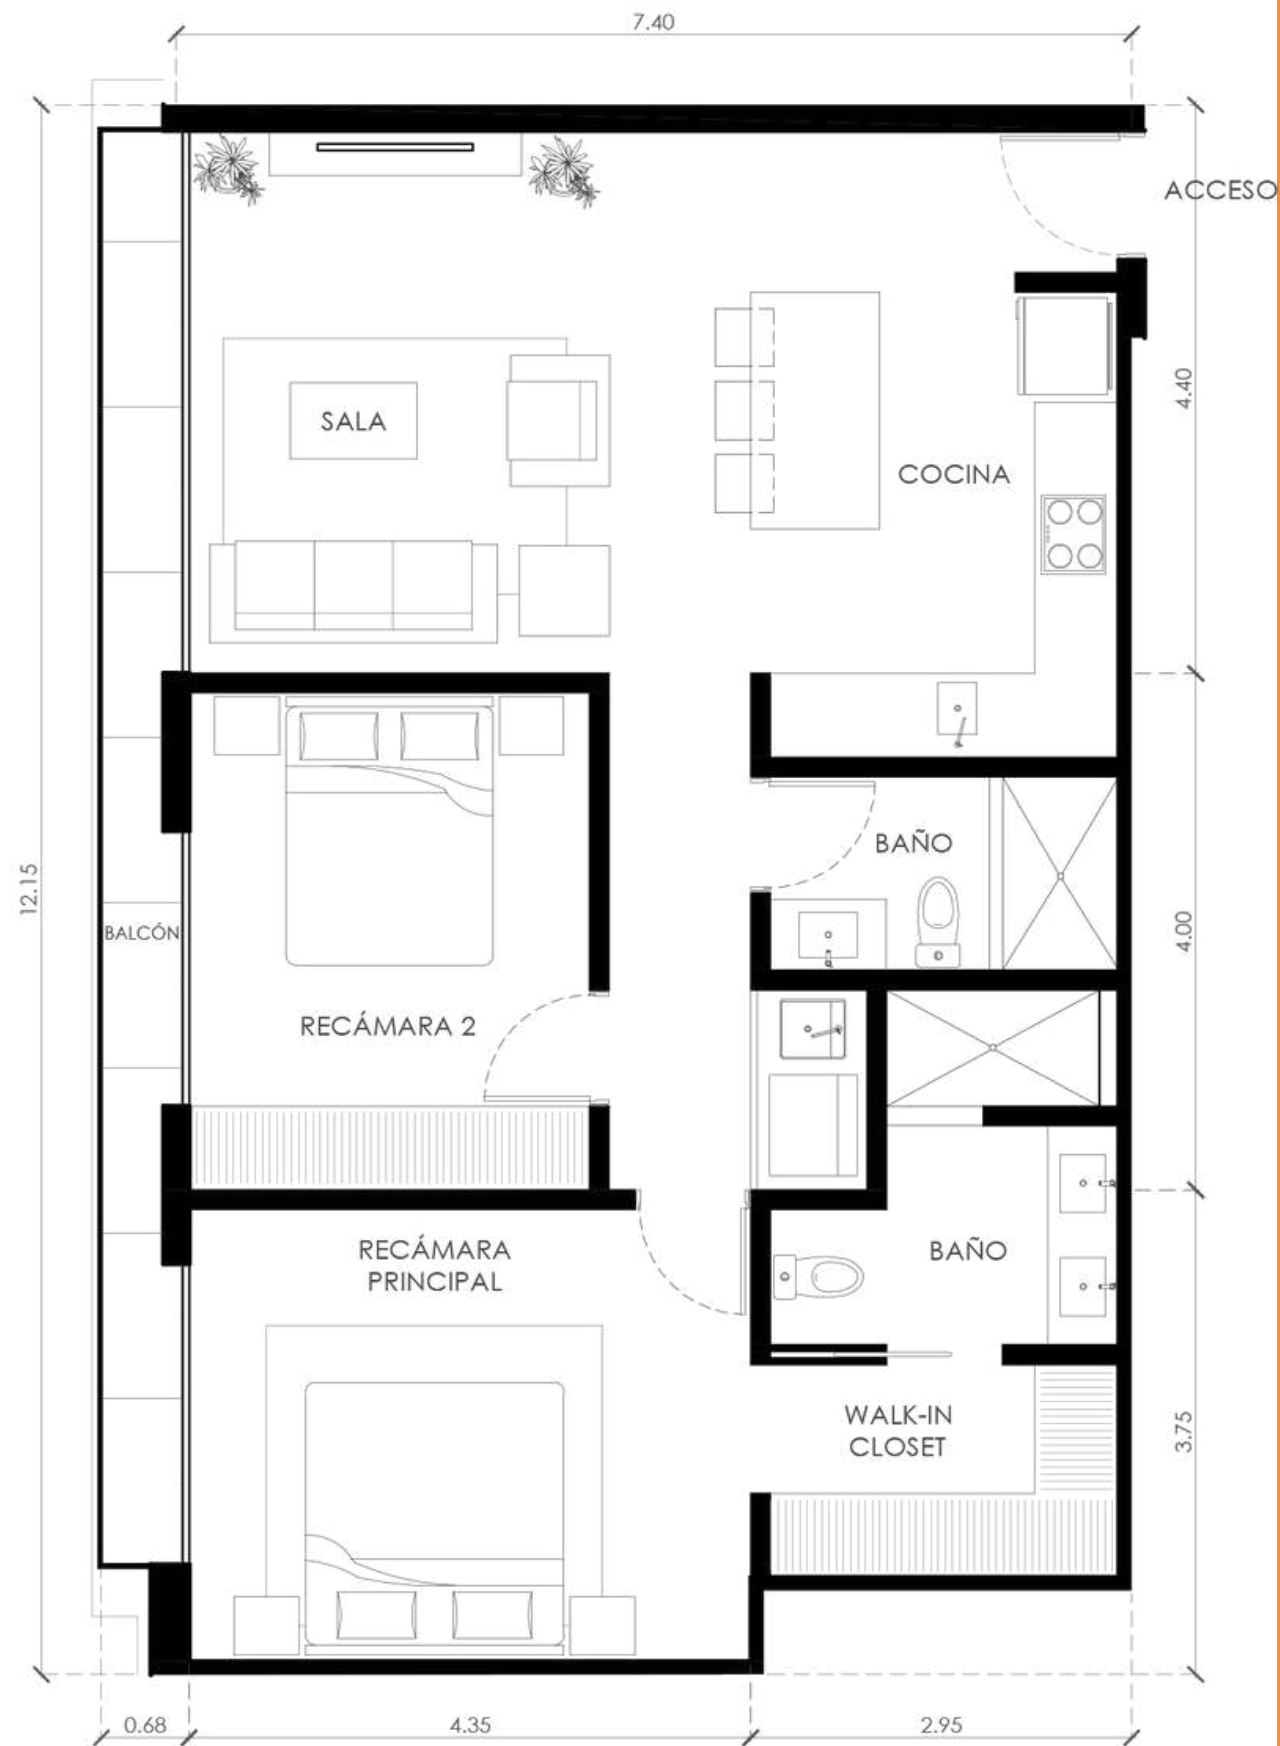 7.40
ACCESO
4.40
SALA
COCINA
BAÑO
12.15
BALCÓN
4.00
RECÁMARA 2
RECÁMARA
PRINCIPAL
BAÑO
WALK-IN
CLOSET
3.75
0.68
4.35
2.95